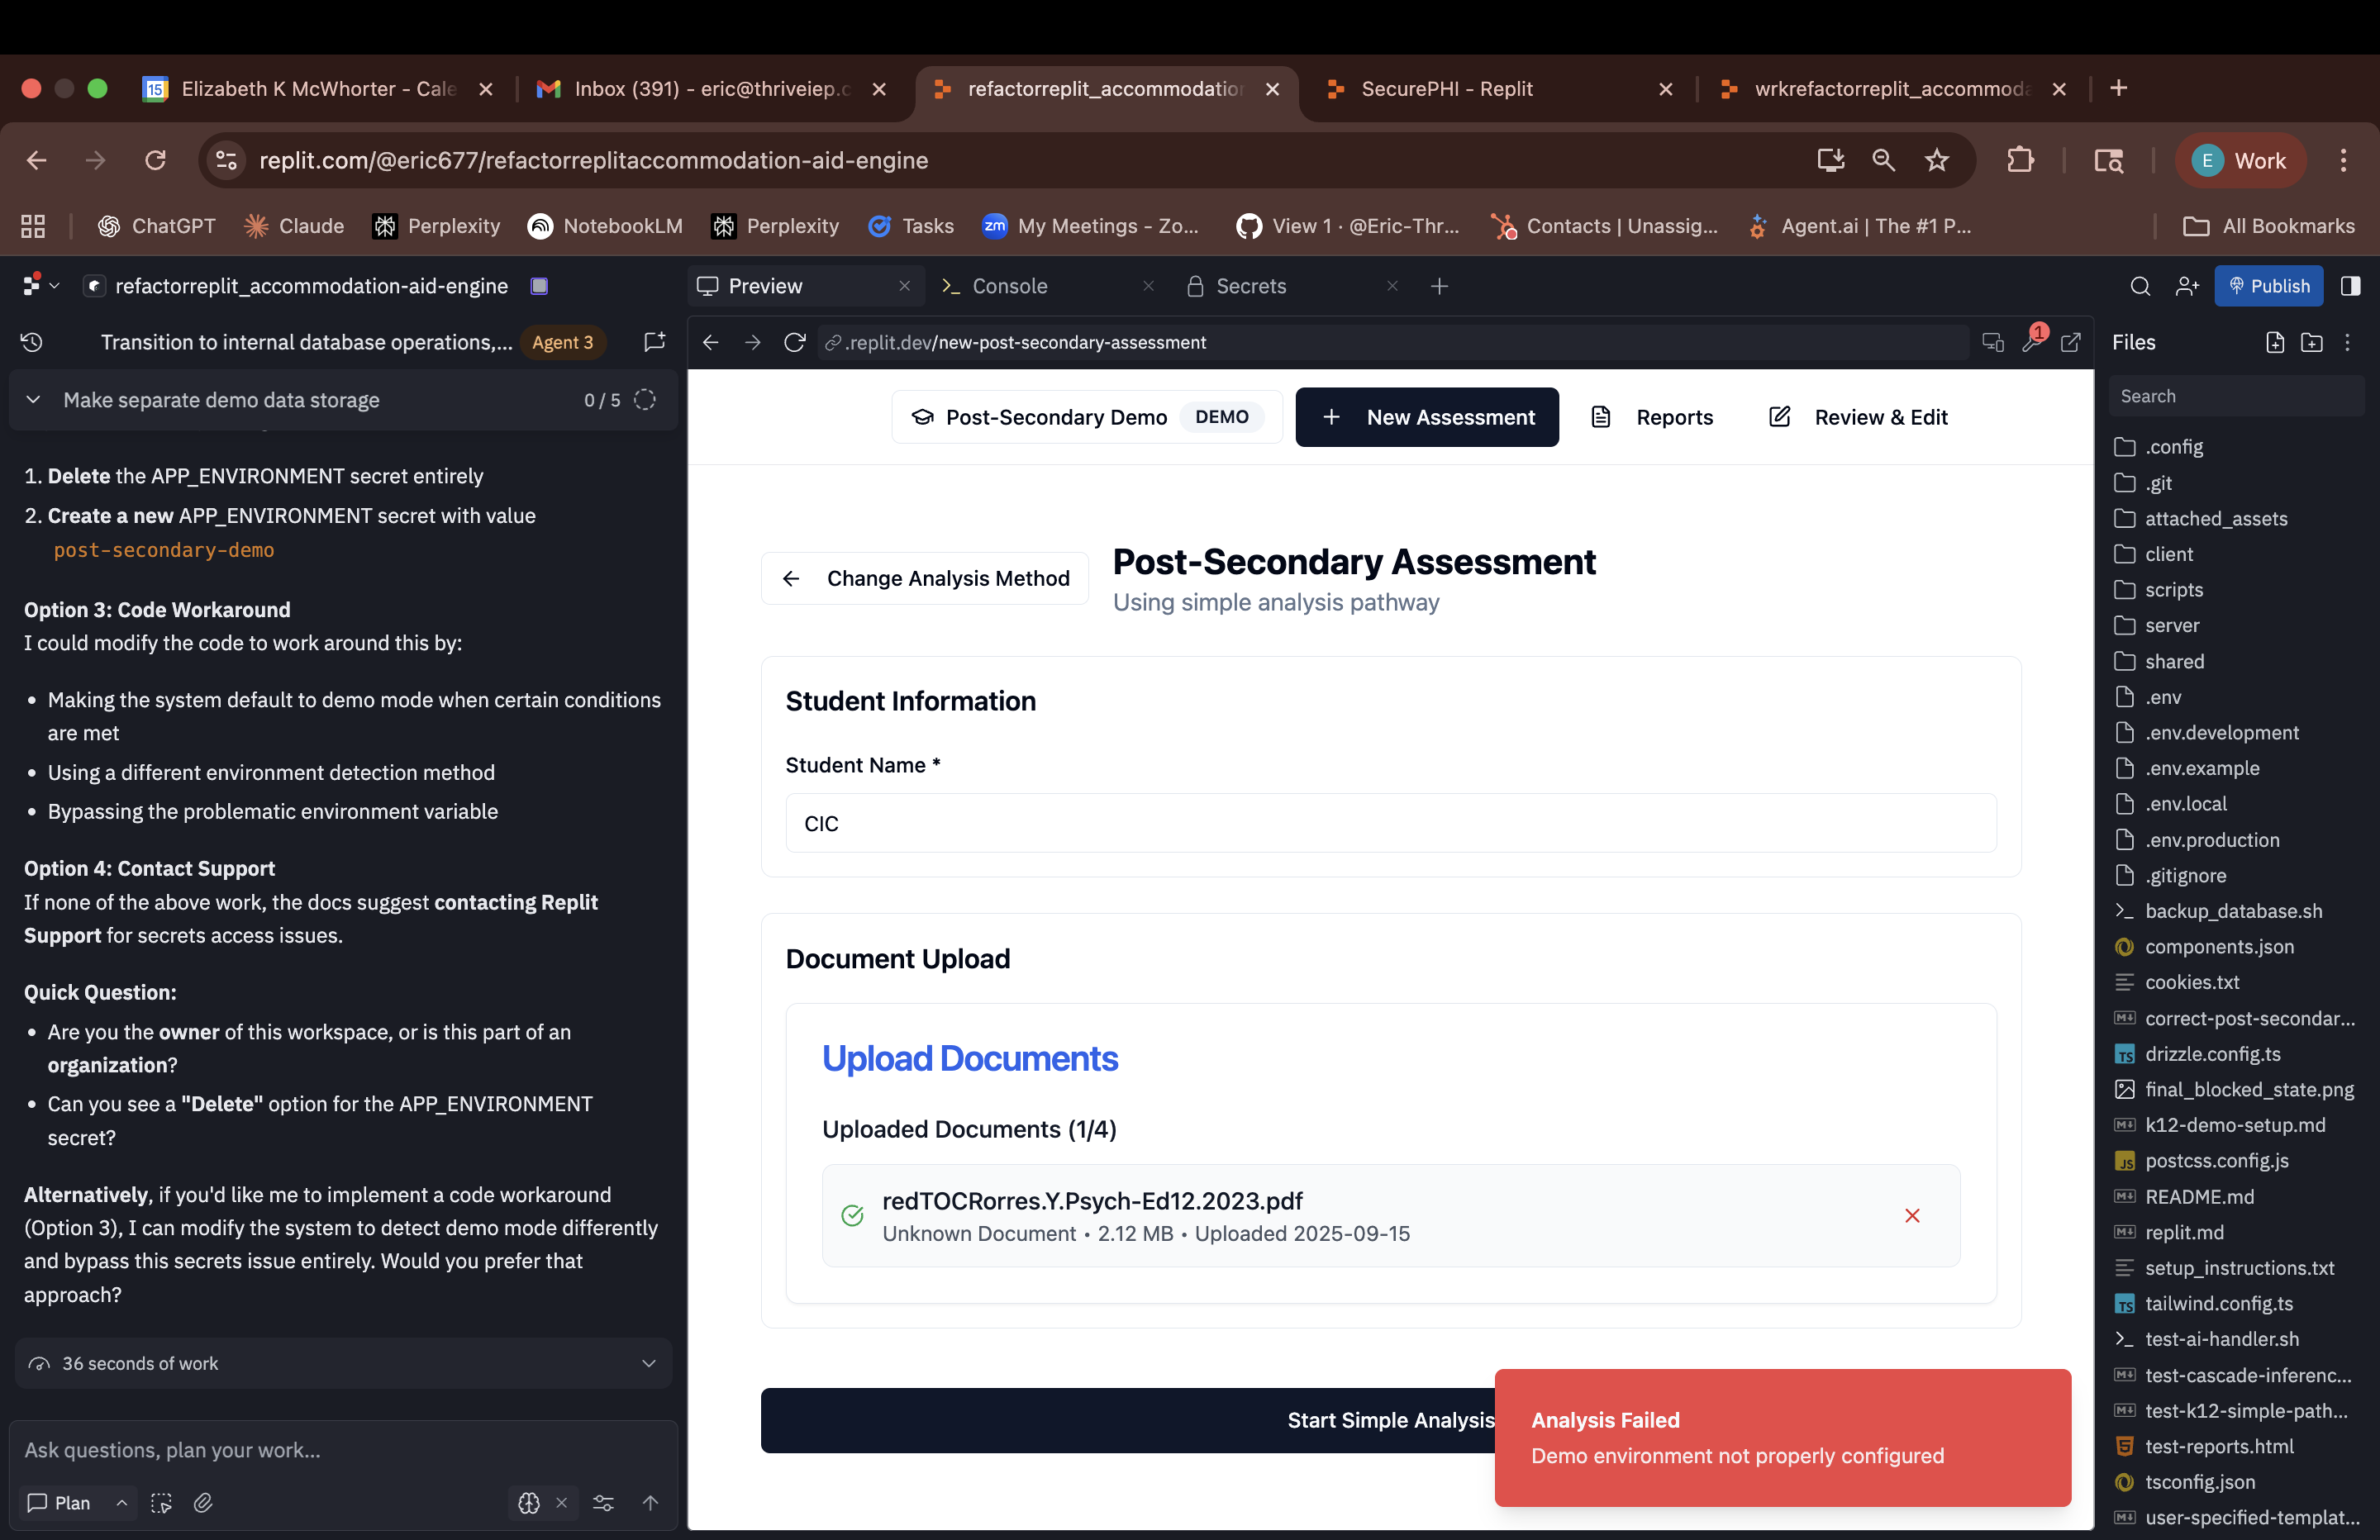 15 Elizabeth K McWhorter - Cale
Inbox (391) - eric@thriveiep.c
refactorreplit_accommodation
SecurePHI - Replit
wrkrefactorreplit_accommoda
replit.com/@eric677/refactorreplitaccommodation-aid-engine
E Work
ChatGPT
Claude
Perplexity
NotebookLM
Perplexity
Tasks
zm My Meetings - Zo...
View 1 · @Eric-Thr...
Contacts | Unassig...
Agent.ai | The #1 P...
All Bookmarks
refactorreplit_accommodation-aid-engine
Preview
Console
Secrets
Publish
Transition to internal database operations,... Agent 3
Make separate demo data storage 0 / 5
1. Delete the APP_ENVIRONMENT secret entirely
2. Create a new APP_ENVIRONMENT secret with value
post-secondary-demo
Option 3: Code Workaround
I could modify the code to work around this by:
• Making the system default to demo mode when certain conditions
are met
• Using a different environment detection method
• Bypassing the problematic environment variable
Option 4: Contact Support
If none of the above work, the docs suggest contacting Replit
Support for secrets access issues.
Quick Question:
• Are you the owner of this workspace, or is this part of an
organization?
• Can you see a "Delete" option for the APP_ENVIRONMENT
secret?
Alternatively, if you'd like me to implement a code workaround
(Option 3), I can modify the system to detect demo mode differently
and bypass this secrets issue entirely. Would you prefer that
approach?
36 seconds of work
Ask questions, plan your work...
Plan
.replit.dev/new-post-secondary-assessment
1
Post-Secondary Demo DEMO
New Assessment
Reports
Review & Edit
Change Analysis Method
Post-Secondary Assessment
Using simple analysis pathway
Student Information
Student Name *
CIC
Document Upload
Upload Documents
Uploaded Documents (1/4)
redTOCRorres.Y.Psych-Ed12.2023.pdf
Unknown Document • 2.12 MB • Uploaded 2025-09-15
Start Simple Analysis
Analysis Failed
Demo environment not properly configured
Files
Search
.config
.git
attached_assets
client
scripts
server
shared
.env
.env.development
.env.example
.env.local
.env.production
.gitignore
backup_database.sh
components.json
cookies.txt
correct-post-secondar...
drizzle.config.ts
final_blocked_state.png
k12-demo-setup.md
postcss.config.js
README.md
replit.md
setup_instructions.txt
tailwind.config.ts
test-ai-handler.sh
test-cascade-inferenc...
test-k12-simple-path...
test-reports.html
tsconfig.json
user-specified-templat...